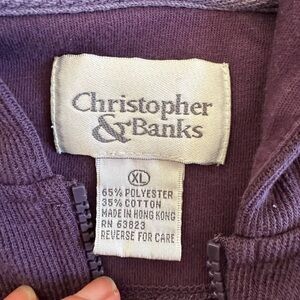 Christopher
& Banks
XL
65% POLYESTER
35% COTTON
MADE IN HONG KONG
RN 63823
REVERSE FOR CARE